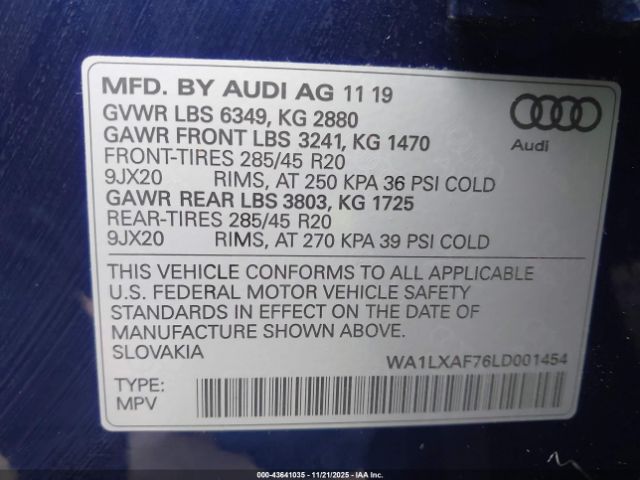 MFD. BY AUDI AG 11 19
GVWR LBS 6349, KG 2880
GAWR FRONT LBS 3241, KG 1470
FRONT-TIRES 285/45 R20
9JX20 RIMS, AT 250 KPA 36 PSI COLD
GAWR REAR LBS 3803, KG 1725
REAR-TIRES 285/45 R20
9JX20 RIMS, AT 270 KPA 39 PSI COLD
Audi
THIS VEHICLE CONFORMS TO ALL APPLICABLE
U.S. FEDERAL MOTOR VEHICLE SAFETY
STANDARDS IN EFFECT ON THE DATE OF
MANUFACTURE SHOWN ABOVE.
SLOVAKIA
WA1LXAF76LD001454
TYPE:
MPV
000-43641035 - 11/21/2025 - IAA Inc.